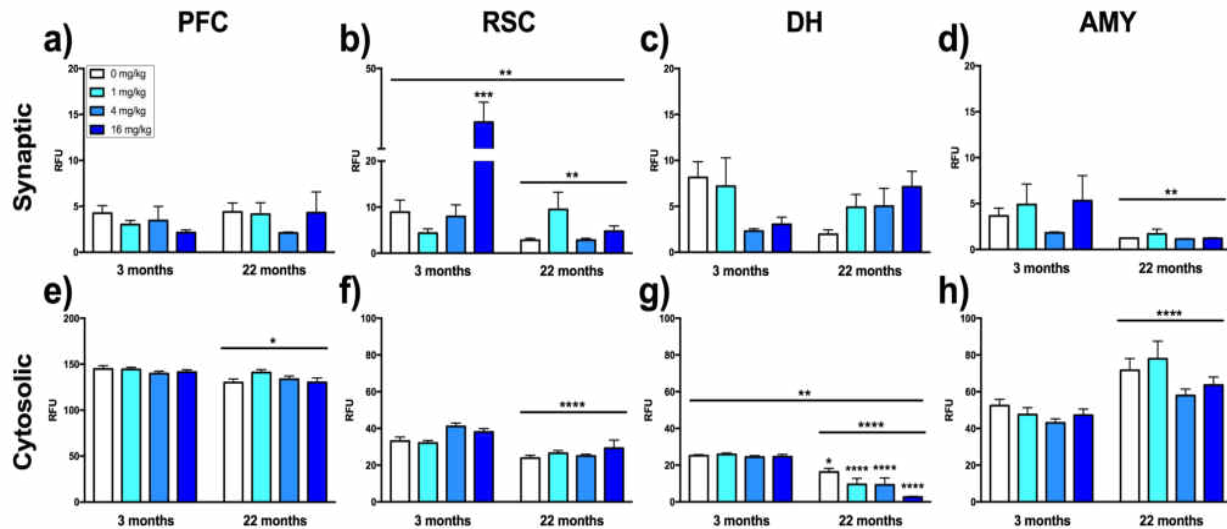 PFC RSC DH AMY
Synaptic
a) b) c) d)
0 mg/kg
1 mg/kg
4 mg/kg
16 mg/kg
20
15
10
5
0
RFU
3 months 22 months
50
20
15
10
5
0
RFU
**
***
**
3 months 22 months
20
15
10
5
0
RFU
3 months 22 months
20
15
10
5
0
RFU
**
3 months 22 months
Cytosolic
e) f) g) h)
200
150
100
50
0
RFU
*
3 months 22 months
100
80
60
40
20
0
RFU
****
3 months 22 months
100
80
60
40
20
0
RFU
**
****
* **** **** ****
3 months 22 months
100
80
60
40
20
0
RFU
****
3 months 22 months